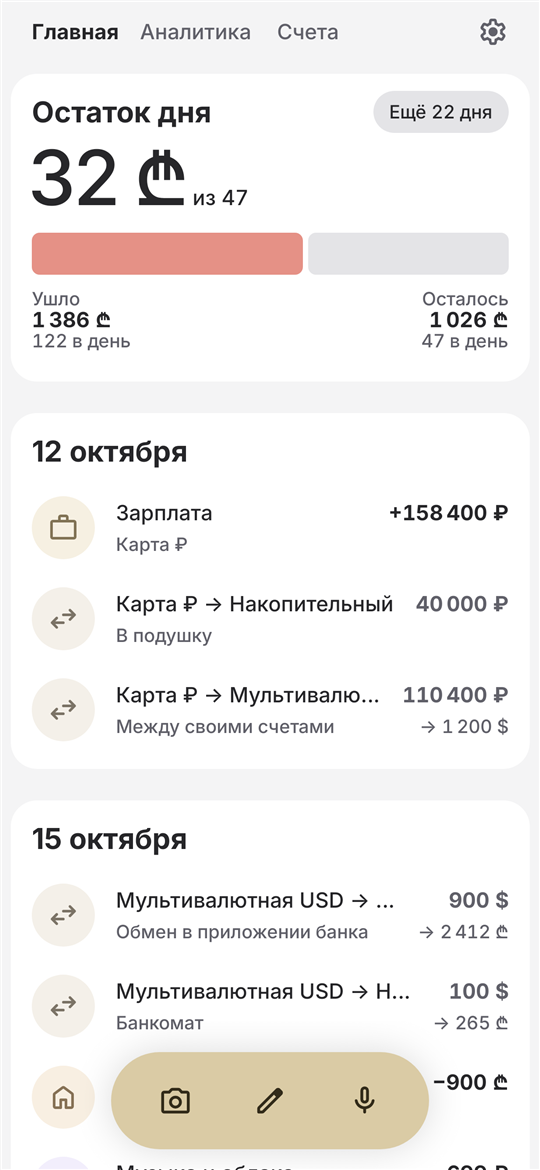 Главная Аналитика Счета
Остаток дня
Ещё 22 дня
32 ₾ из 47
Ушло
1 386 ₾
122 в день
Осталось
1 026 ₾
47 в день
12 октября
Зарплата
+158 400 ₽
Карта ₽
Карта ₽ → Накопительный
40 000 ₽
В подушку
Карта ₽ → Мультивалю...
110 400 ₽
Между своими счетами
→ 1 200 $
15 октября
Мультивалютная USD → ...
900 $
Обмен в приложении банка
→ 2 412 ₾
Мультивалютная USD → Н...
100 $
Банкомат
→ 265 ₾
−900 ₾